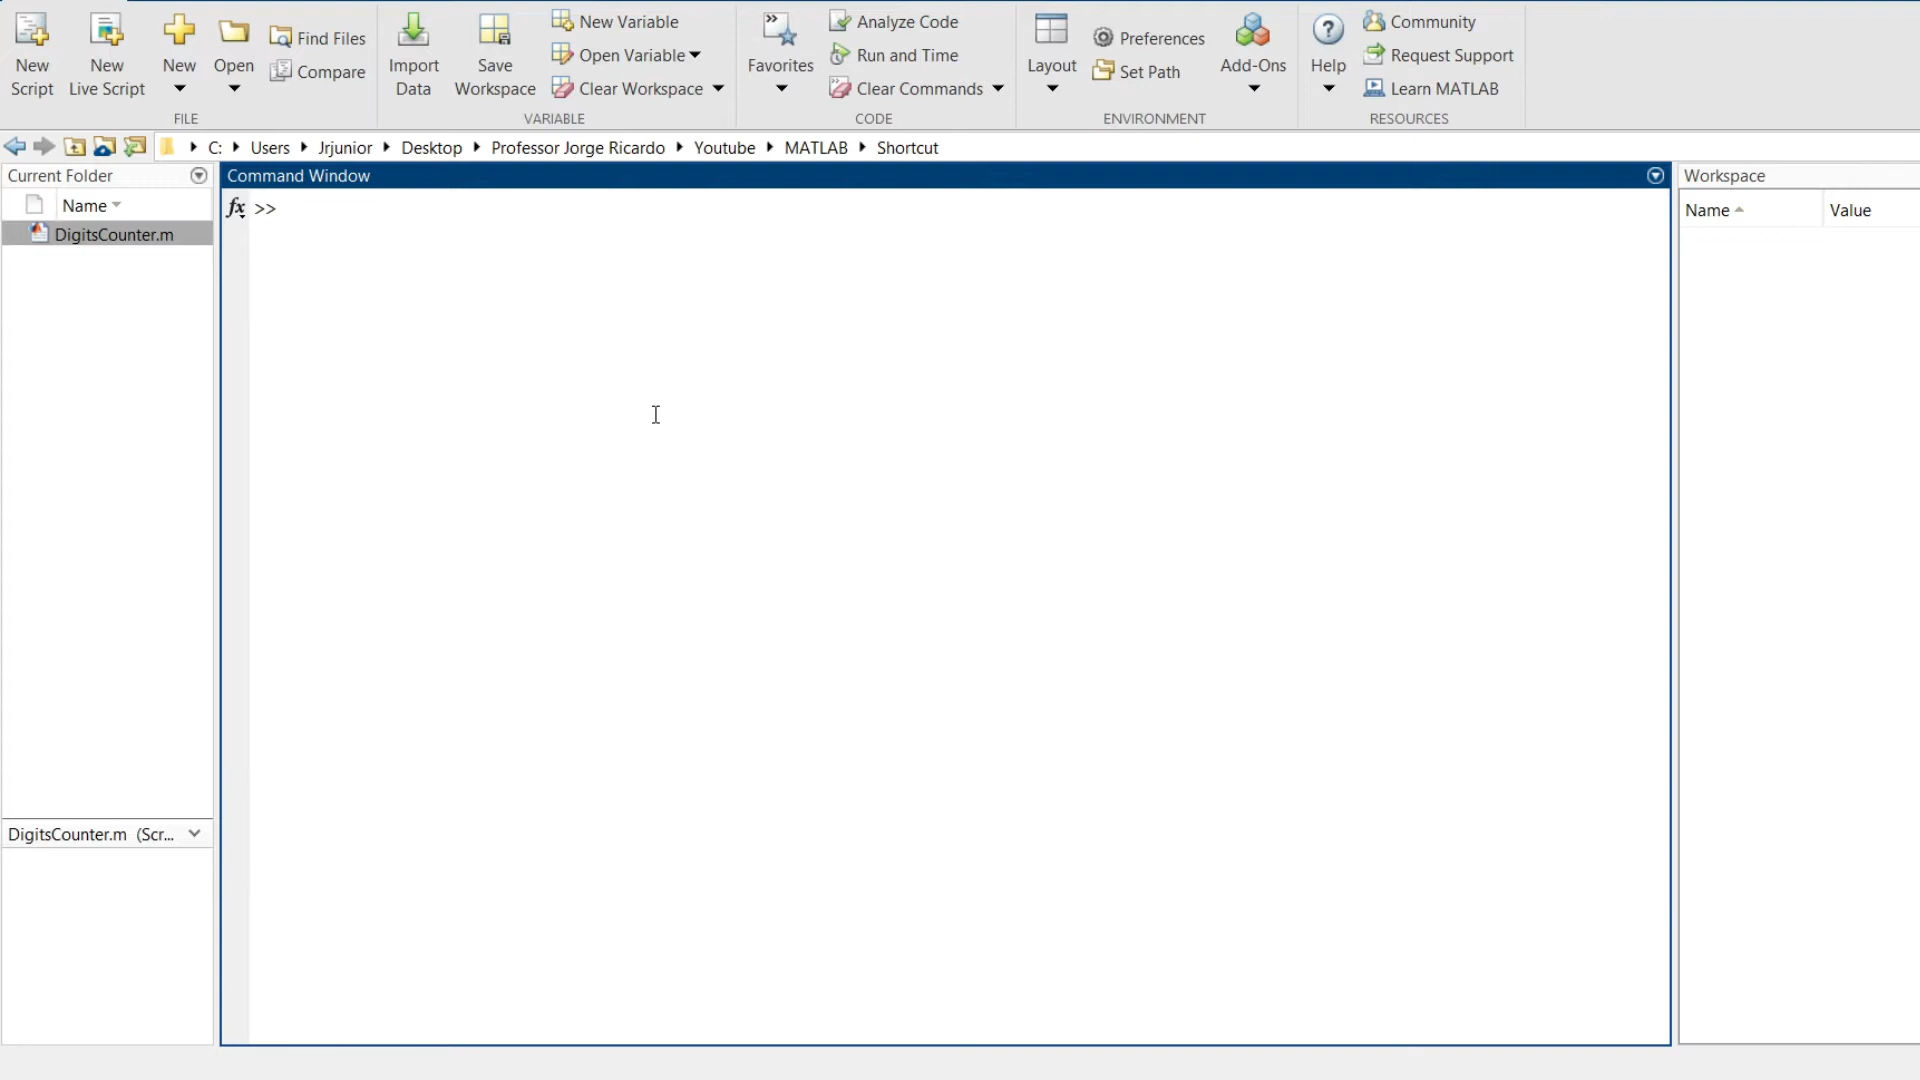 New Script
New Live Script
New
Open
Find Files
Compare
FILE
Import Data
Save Workspace
New Variable
Open Variable
Clear Workspace
VARIABLE
Favorites
Analyze Code
Run and Time
Clear Commands
CODE
Layout
Preferences
Set Path
Add-Ons
ENVIRONMENT
? Help
Community
Request Support
Learn MATLAB
RESOURCES
C: Users Jrjunior Desktop Professor Jorge Ricardo Youtube MATLAB Shortcut
Current Folder
Name
DigitsCounter.m
DigitsCounter.m (Scr...
Command Window
fx >>
Workspace
Name Value